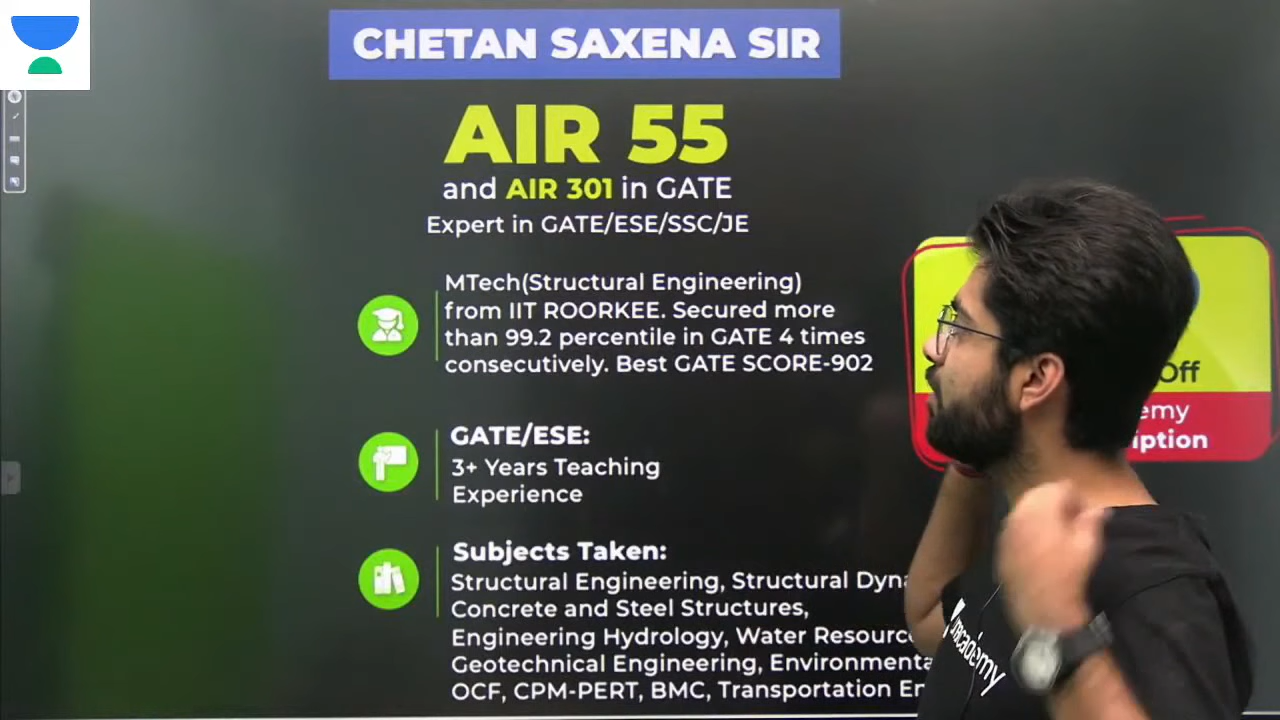 CHETAN SAXENA SIR
AIR 55
and AIR 301 in GATE
Expert in GATE/ESE/SSC/JE
MTech(Structural Engineering)
from IIT ROORKEE. Secured more
than 99.2 percentile in GATE 4 times
consecutively. Best GATE SCORE-902
GATE/ESE:
3+ Years Teaching
Experience
Subjects Taken:
Structural Engineering, Structural
Concrete and Steel Structures,
Engineering Hydrology, Water
Geotechnical Engineering,
OCF, CPM-PERT, BMC, Transportation
Off